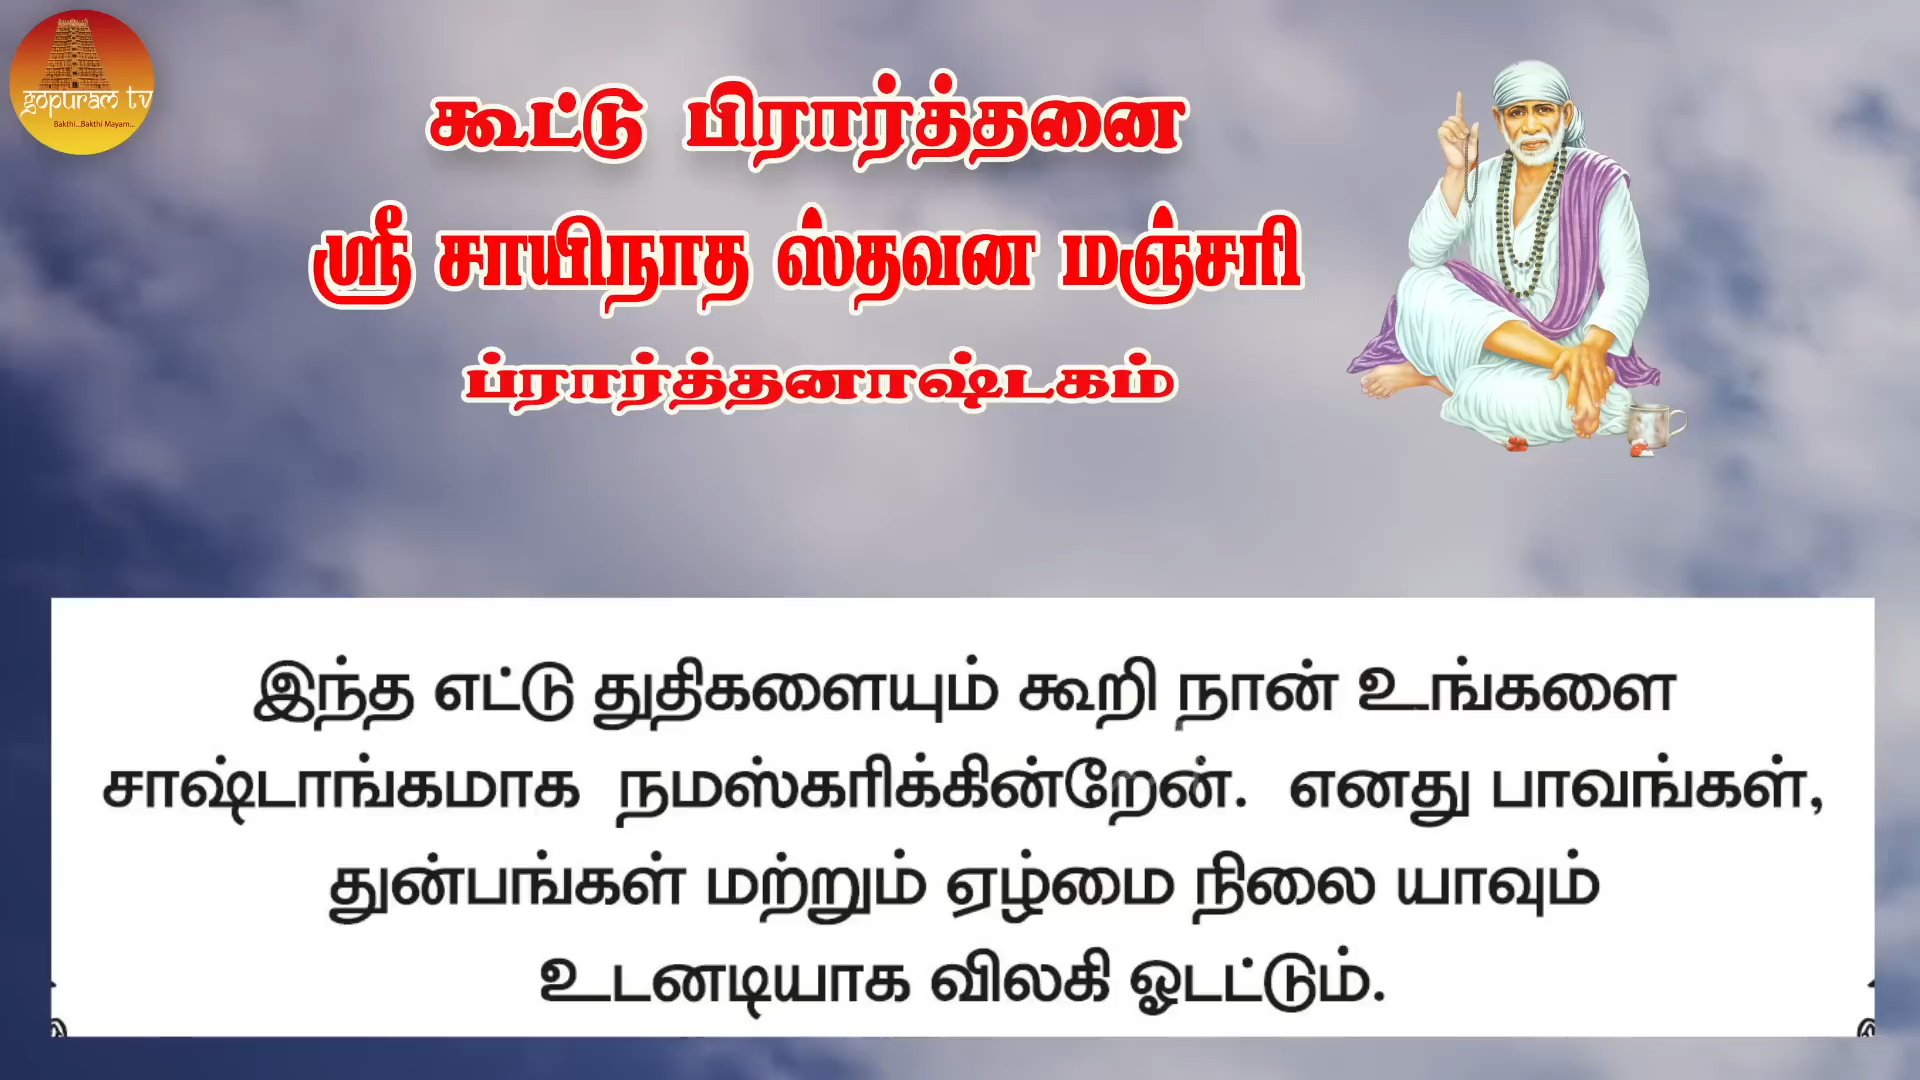 gopuram tv
Bakthi...Bakthi Mayam...
கூட்டு பிரார்த்தனை
ஸ்ரீ சாயிநாத ஸ்தவன மஞ்சரி
ப்ரார்த்தனாஷ்டகம்
இந்த எட்டு துதிகளையும் கூறி நான் உங்களை
சாஷ்டாங்கமாக நமஸ்கரிக்கின்றேன். எனது பாவங்கள்,
துன்பங்கள் மற்றும் ஏழ்மை நிலை யாவும்
உடனடியாக விலகி ஓடட்டும்.